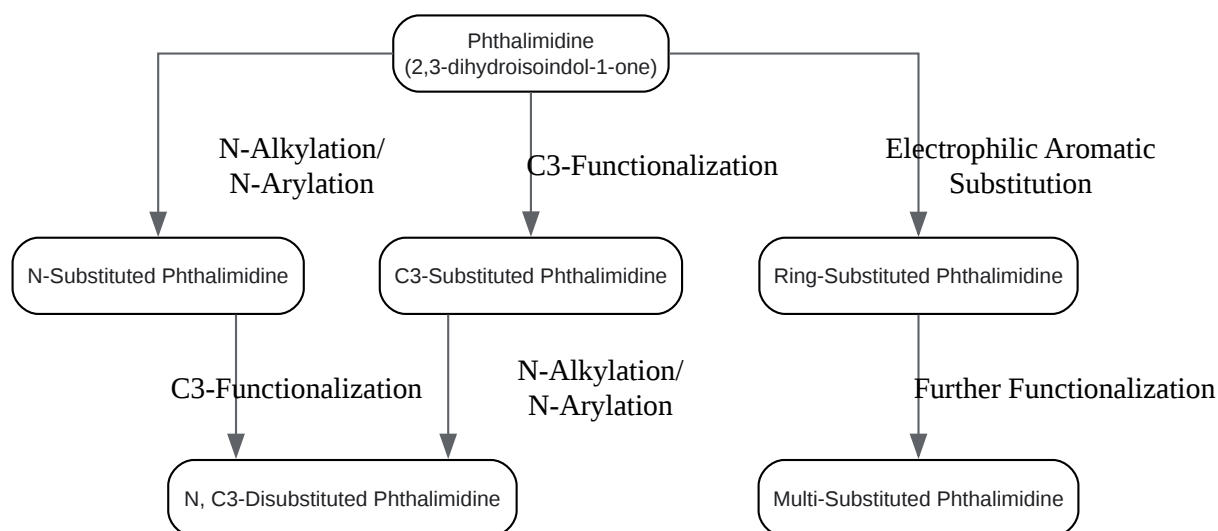 Phthalimidine
(2,3-dihydroisoindol-1-one)
N-Alkylation/
N-Arylation
C3-Functionalization
Electrophilic Aromatic
Substitution
N-Substituted Phthalimidine
C3-Substituted Phthalimidine
Ring-Substituted Phthalimidine
C3-Functionalization
N-Alkylation/
N-Arylation
Further Functionalization
N, C3-Disubstituted Phthalimidine
Multi-Substituted Phthalimidine